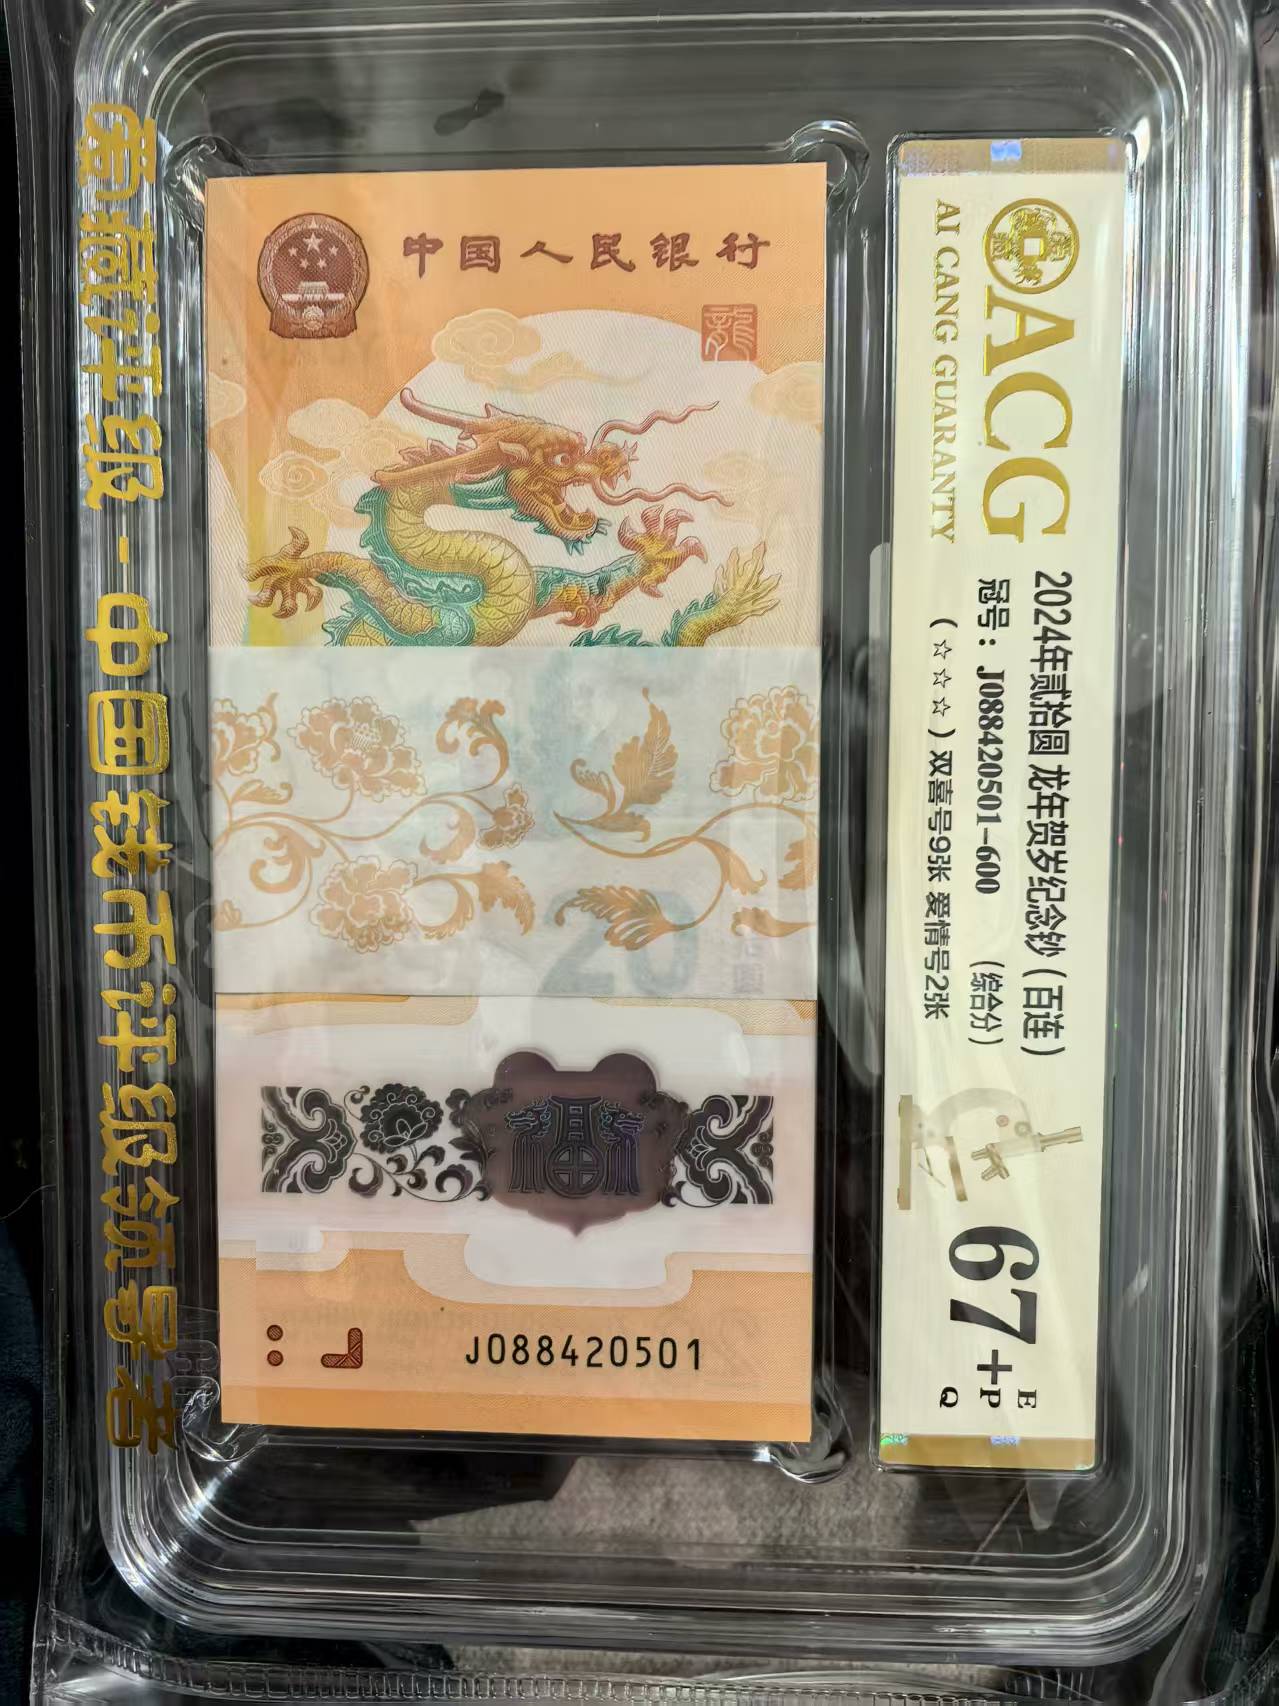 爱藏评级-中国钱币评级领导者
中国人民银行
龍
20
福
J088420501
ACG
AI CANG GUARANTY
2024年贰拾圆 龙年贺岁纪念钞(百连)
冠号:J088420501-600 (综合分)
(☆☆☆)双喜号9张 爱情号2张
67+
E
P
Q